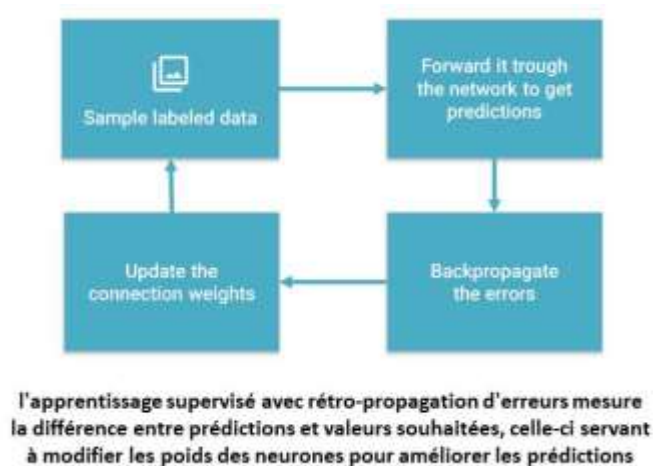 Sample labeled data
Forward it trough
the network to get
predictions
Update the
connection weights
Backpropagate
the errors
l'apprentissage supervisé avec rétro-propagation d'erreurs mesure
la différence entre prédictions et valeurs souhaitées, celle-ci servant
à modifier les poids des neurones pour améliorer les prédictions